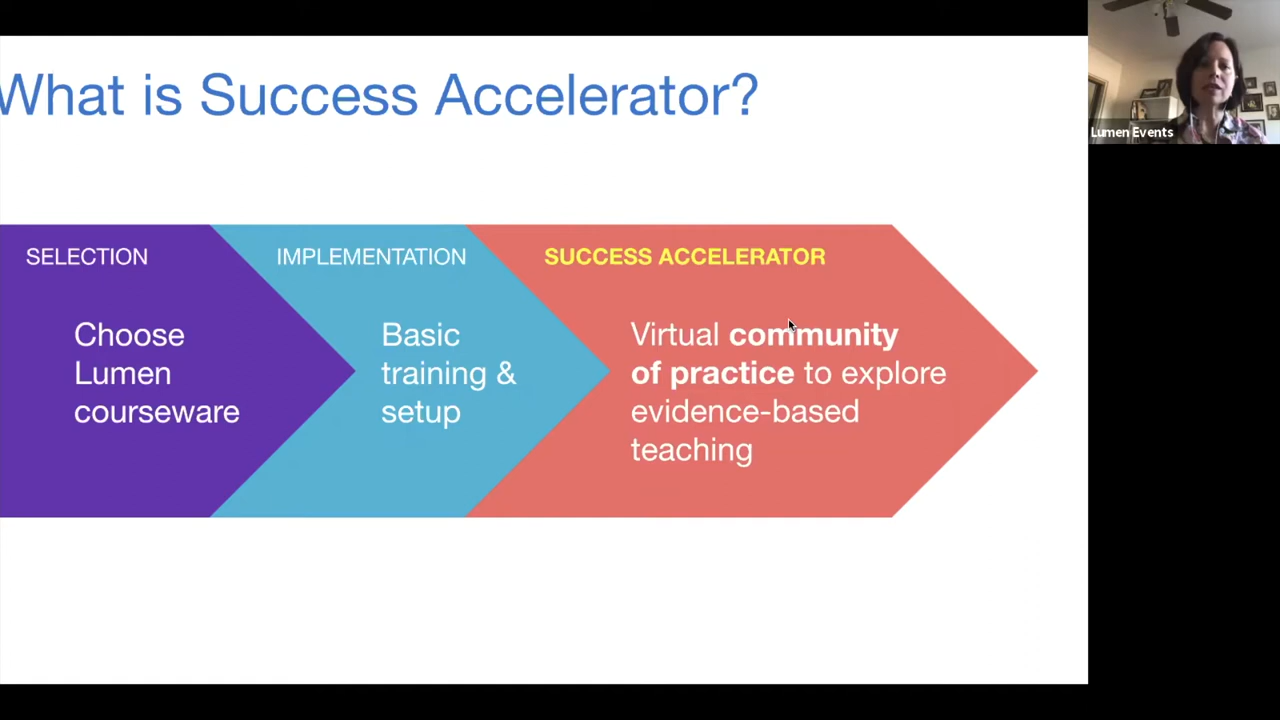 What is Success Accelerator?
Lumen Events
SELECTION
Choose
Lumen
courseware
IMPLEMENTATION
Basic
training &
setup
SUCCESS ACCELERATOR
Virtual community
of practice to explore
evidence-based
teaching